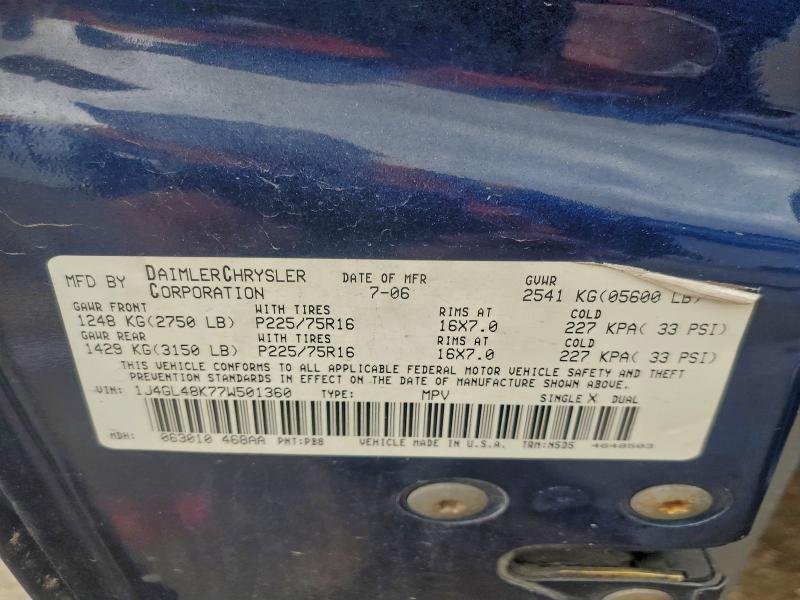 MFD BY DAIMLERCHRYSLER CORPORATION DATE OF MFR 7-06 GVWR 2541 KG(05600 LB)
GAWR FRONT WITH TIRES RIMS AT COLD
1248 KG(2750 LB) P225/75R16 16X7.0 227 KPA( 33 PSI)
GAWR REAR WITH TIRES RIMS AT COLD
1429 KG(3150 LB) P225/75R16 16X7.0 227 KPA( 33 PSI)
THIS VEHICLE CONFORMS TO ALL APPLICABLE FEDERAL MOTOR VEHICLE SAFETY AND THEFT
PREVENTION STANDARDS IN EFFECT ON THE DATE OF MANUFACTURE SHOWN ABOVE.
VIN: 1J4GL48K77W501360 TYPE: MPV SINGLE X DUAL
MDH: 063010 468AA PNT:PB8 VEHICLE MADE IN U.S.A. TRN:NSDS 4648503